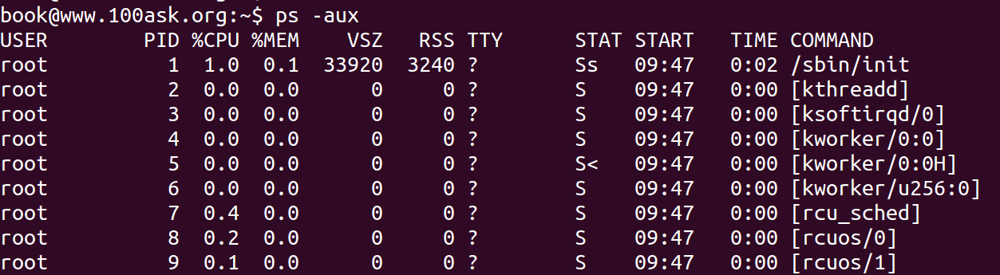 book@www.100ask.org:~$ ps -aux
USER PID %CPU %MEM VSZ RSS TTY STAT START TIME COMMAND
root 1 1.0 0.1 33920 3240 ? Ss 09:47 0:02 /sbin/init
root 2 0.0 0.0 0 0 ? S 09:47 0:00 [kthreadd]
root 3 0.0 0.0 0 0 ? S 09:47 0:00 [ksoftirqd/0]
root 4 0.0 0.0 0 0 ? S 09:47 0:00 [kworker/0:0]
root 5 0.0 0.0 0 0 ? S< 09:47 0:00 [kworker/0:0H]
root 6 0.0 0.0 0 0 ? S 09:47 0:00 [kworker/u256:0]
root 7 0.4 0.0 0 0 ? S 09:47 0:00 [rcu_sched]
root 8 0.2 0.0 0 0 ? S 09:47 0:00 [rcuos/0]
root 9 0.1 0.0 0 0 ? S 09:47 0:00 [rcuos/1]